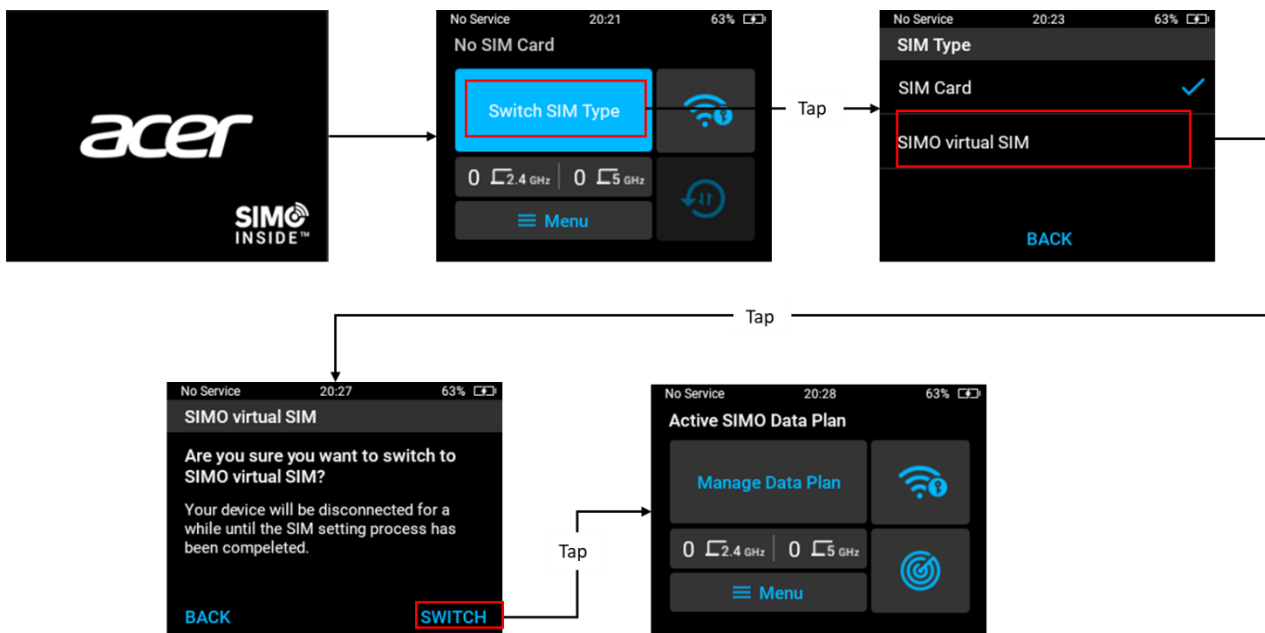 acer
SIMO
INSIDE™
No Service 20:21 63%
No SIM Card
Switch SIM Type
0 2.4 GHz 0 5 GHz
Menu
Tap
No Service 20:23 63%
SIM Type
SIM Card
SIMO virtual SIM
BACK
Tap
No Service 20:27 63%
SIMO virtual SIM
Are you sure you want to switch to
SIMO virtual SIM?
Your device will be disconnected for a
while until the SIM setting process has
been compeleted.
BACK SWITCH
Tap
No Service 20:28 63%
Active SIMO Data Plan
Manage Data Plan
0 2.4 GHz 0 5 GHz
Menu